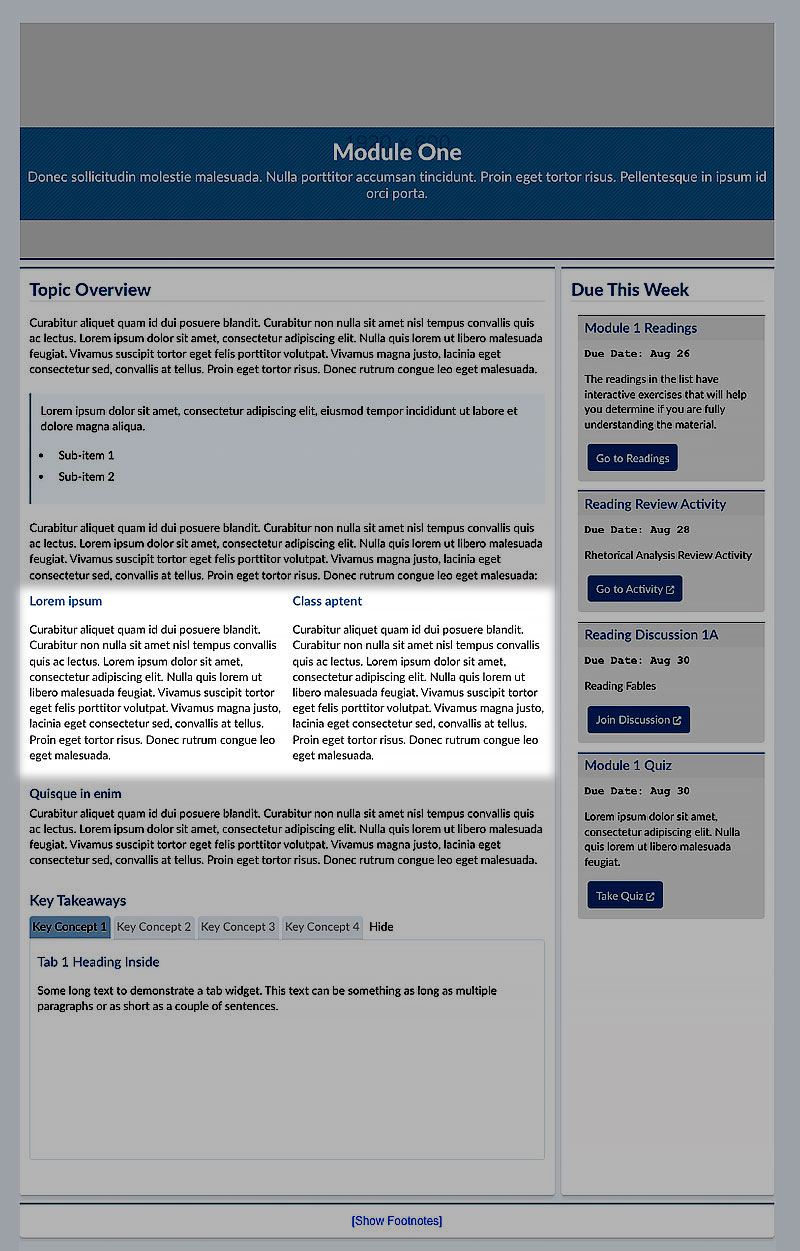 Module One
Donec sollicitudin molestie malesuada. Nulla porttitor accumsan tincidunt. Proin eget tortor risus. Pellentesque in ipsum id
orci porta.
Topic Overview
Curabitur aliquet quam id dui posuere blandit. Curabitur non nulla sit amet nisl tempus convallis quis
ac lectus. Lorem ipsum dolor sit amet, consectetur adipiscing elit. Nulla quis lorem ut libero malesuada
feugiat. Vivamus suscipit tortor eget felis porttitor volutpat. Vivamus magna justo, lacinia eget
consectetur sed, convallis at tellus. Proin eget tortor risus. Donec rutrum congue leo eget malesuada.
Lorem ipsum dolor sit amet, consectetur adipiscing elit, eiusmod tempor incididunt ut labore et
dolore magna aliqua.
• Sub-item 1
• Sub-item 2
Curabitur aliquet quam id dui posuere blandit. Curabitur non nulla sit amet nisl tempus convallis quis
ac lectus. Lorem ipsum dolor sit amet, consectetur adipiscing elit. Nulla quis lorem ut libero malesuada
feugiat. Vivamus suscipit tortor eget felis porttitor volutpat. Vivamus magna justo, lacinia eget
consectetur sed, convallis at tellus. Proin eget tortor risus. Donec rutrum congue leo eget malesuada:
Lorem ipsum
Curabitur aliquet quam id dui posuere blandit.
Curabitur non nulla sit amet nisl tempus convallis
quis ac lectus. Lorem ipsum dolor sit amet,
consectetur adipiscing elit. Nulla quis lorem ut
libero malesuada feugiat. Vivamus suscipit tortor
eget felis porttitor volutpat. Vivamus magna justo,
lacinia eget consectetur sed, convallis at tellus.
Proin eget tortor risus. Donec rutrum congue leo
eget malesuada.
Class aptent
Curabitur aliquet quam id dui posuere blandit.
Curabitur non nulla sit amet nisl tempus convallis
quis ac lectus. Lorem ipsum dolor sit amet,
consectetur adipiscing elit. Nulla quis lorem ut
libero malesuada feugiat. Vivamus suscipit tortor
eget felis porttitor volutpat. Vivamus magna justo,
lacinia eget consectetur sed, convallis at tellus.
Proin eget tortor risus. Donec rutrum congue leo
eget malesuada.
Quisque in enim
Curabitur aliquet quam id dui posuere blandit. Curabitur non nulla sit amet nisl tempus convallis quis
ac lectus. Lorem ipsum dolor sit amet, consectetur adipiscing elit. Nulla quis lorem ut libero malesuada
feugiat. Vivamus suscipit tortor eget felis porttitor volutpat. Vivamus magna justo, lacinia eget
consectetur sed, convallis at tellus. Proin eget tortor risus. Donec rutrum congue leo eget malesuada.
Key Takeaways
Key Concept 1 Key Concept 2 Key Concept 3 Key Concept 4 Hide
Tab 1 Heading Inside
Some long text to demonstrate a tab widget. This text can be something as long as multiple
paragraphs or as short as a couple of sentences.
Due This Week
Module 1 Readings
Due Date: Aug 26
The readings in the list have
interactive exercises that will help
you determine if you are fully
understanding the material.
Go to Readings
Reading Review Activity
Due Date: Aug 28
Rhetorical Analysis Review Activity
Go to Activity
Reading Discussion 1A
Due Date: Aug 30
Reading Fables
Join Discussion
Module 1 Quiz
Due Date: Aug 30
Lorem ipsum dolor sit amet,
consectetur adipiscing elit. Nulla
quis lorem ut libero malesuada
feugiat.
Take Quiz
[Show Footnotes]